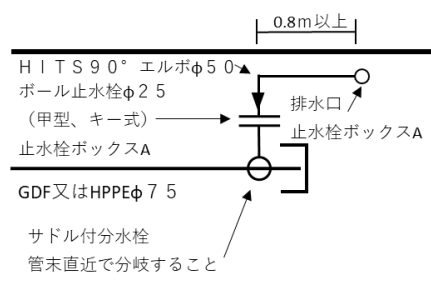 0.8m以上
HITS90°エルボφ50
ボール止水栓φ25
（甲型、キー式）
止水栓ボックスA
排水口
止水栓ボックスA
GDF又はHPPEφ75
サドル付分水栓
管末直近で分岐すること